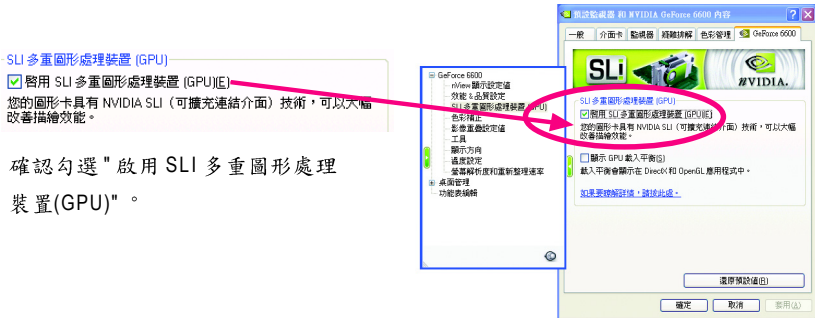 SLI 多重圖形處理裝置 (GPU)
啓用 SLI 多重圖形處理裝置 (GPU)(E)
您的圖形卡具有 NVIDIA SLI（可擴充連結介面）技術，可以大幅
改善描繪效能。
確認勾選"啟用 SLI 多重圖形處理
裝置(GPU)"。
GeForce 6600
nView 顯示設定值
效能 & 品質設定
SLI 多重圖形處理裝置 (GPU)
色彩補正
影像重疊設定值
工具
顯示方向
溫度設定
螢幕解析度和重新整理速率
桌面管理
功能表編輯
預設監視器 和 NVIDIA GeForce 6600 內容
一般 介面卡 監視器 疑難排解 色彩管理 GeForce 6600
SLI NVIDIA.
SLI 多重圖形處理裝置 (GPU)
啓用 SLI 多重圖形處理裝置 (GPU)(E)
您的圖形卡具有 NVIDIA SLI（可擴充連結介面）技術，可以大幅
改善描繪效能。
顯示 GPU 載入平衡(S)
載入平衡會顯示在 DirectX 和 OpenGL 應用程式中。
如果要瞭解詳情，請按此處。
還原預設值(R)
確定 取消 套用(A)